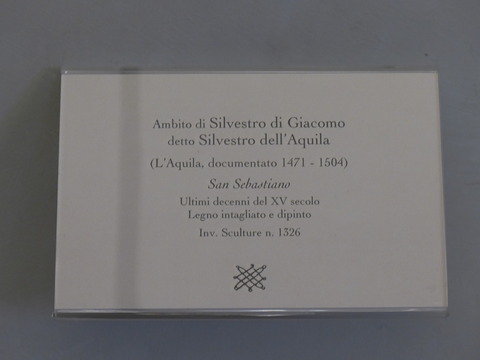 Ambito di Silvestro di Giacomo
detto Silvestro dell'Aquila
(L'Aquila, documentato 1471 - 1504)
San Sebastiano
Ultimi decenni del XV secolo
Legno intagliato e dipinto
Inv. Sculture n. 1326